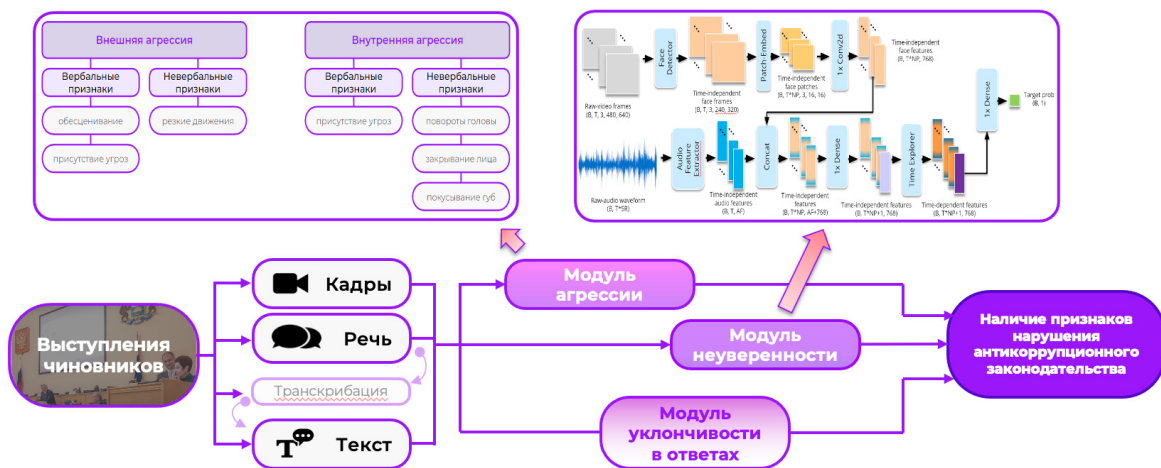 Внешняя агрессия
Внутренняя агрессия
Вербальные
признаки
Невербальные
признаки
Вербальные
признаки
Невербальные
признаки
обесценивание
резкие движения
присутствие угроз
повороты головы
присутствие угроз
закрывание лица
покусывание губ
Raw-video frames
(B, T, 3, 480, 640)
Face
Detector
Time-independent
face frames
(B, T, 3, 240, 320)
Patch-Embed
Time-independent
face patches
(B, T*NP, 3, 16, 16)
1x Conv2d
Time-independent
face features
(B, T*NP, 768)
Raw-audio waveform
(B, T*SR)
Audio
Feature
Extractor
Time-independent
audio features
(B, T, AF)
Concat
Time-independent
features
(B, T*NP, AF+768)
1x Dense
Time-independent features
(B, T*NP+1, 768)
Time Explorer
Time-dependent features
(B, T*NP+1, 768)
1x Dense
Target prob
(B, 1)
Выступления
чиновников
Кадры
Речь
Транскрибация
Текст
Модуль
агрессии
Модуль
неуверенности
Модуль
уклончивости
в ответах
Наличие признаков
нарушения
антикоррупционного
законодательства